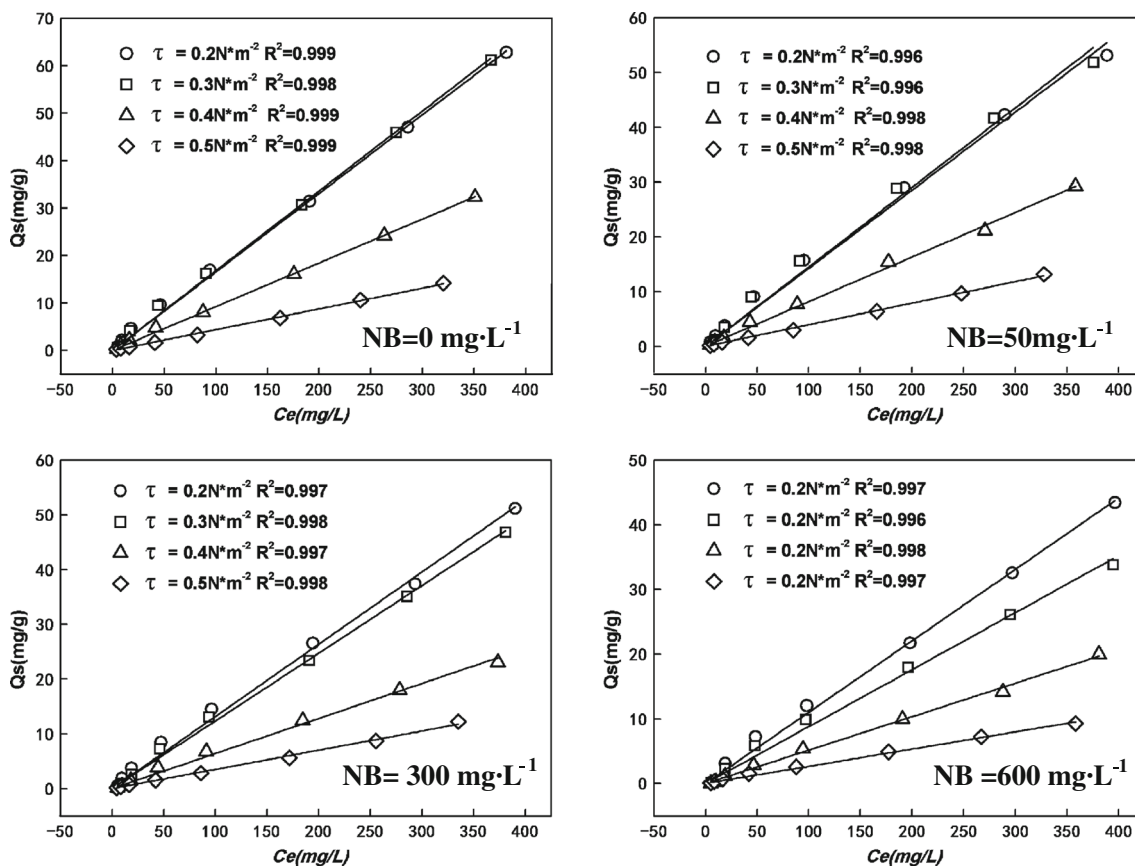 70
60
50
40
30
20
10
0
Qs(mg/g)
τ = 0.2N*m⁻² R²=0.999
τ = 0.3N*m⁻² R²=0.998
τ = 0.4N*m⁻² R²=0.999
τ = 0.5N*m⁻² R²=0.999
NB=0 mg·L⁻¹
−50 0 50 100 150 200 250 300 350 400
Ce(mg/L)
60
50
40
30
20
10
0
Qs(mg/g)
τ = 0.2N*m⁻² R²=0.996
τ = 0.3N*m⁻² R²=0.996
τ = 0.4N*m⁻² R²=0.998
τ = 0.5N*m⁻² R²=0.998
NB=50mg·L⁻¹
−50 0 50 100 150 200 250 300 350 400
Ce(mg/L)
60
50
40
30
20
10
0
Qs(mg/g)
τ = 0.2N*m⁻² R²=0.997
τ = 0.3N*m⁻² R²=0.998
τ = 0.4N*m⁻² R²=0.997
τ = 0.5N*m⁻² R²=0.998
NB= 300 mg·L⁻¹
−50 0 50 100 150 200 250 300 350 400
Ce(mg/L)
50
40
30
20
10
0
Qs(mg/g)
τ = 0.2N*m⁻² R²=0.997
τ = 0.2N*m⁻² R²=0.996
τ = 0.2N*m⁻² R²=0.998
τ = 0.2N*m⁻² R²=0.997
NB =600 mg·L⁻¹
−50 0 50 100 150 200 250 300 350 400
Ce(mg/L)